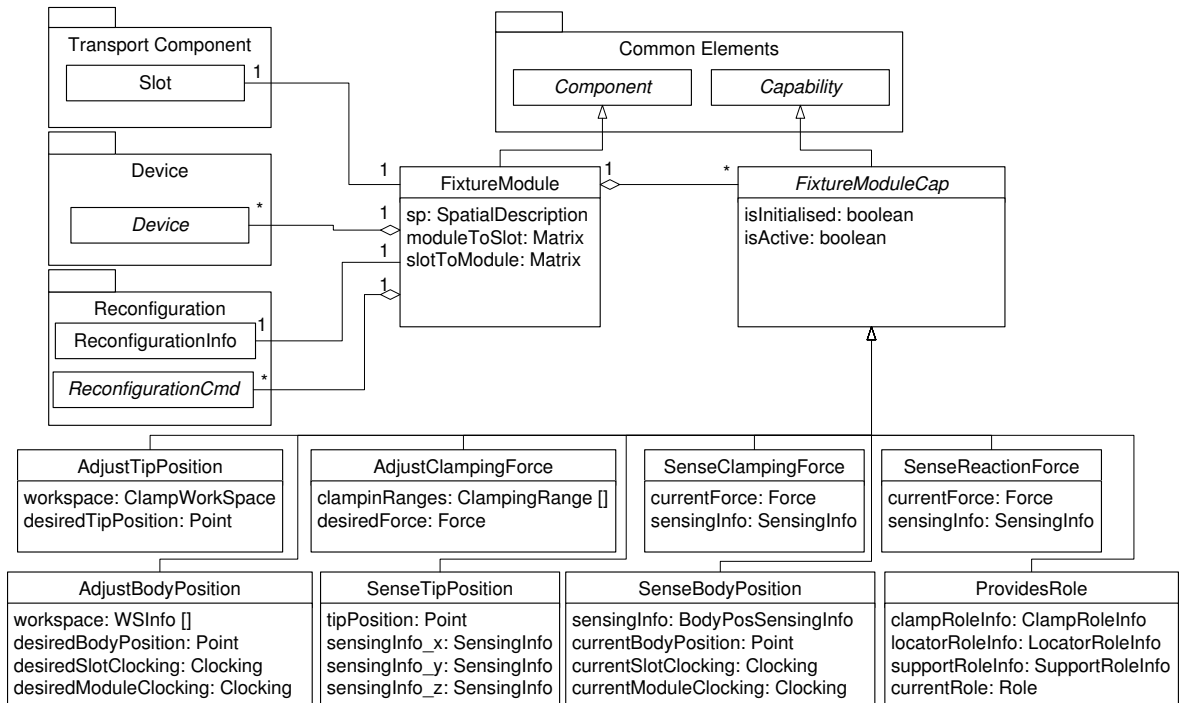 Transport Component
Slot
1
Common Elements
Component
Capability
Device
Device
*
1
1
1
1
FixtureModule
sp: SpatialDescription
moduleToSlot: Matrix
slotToModule: Matrix
1
*
FixtureModuleCap
isInitialised: boolean
isActive: boolean
Reconfiguration
ReconfigurationInfo
1
ReconfigurationCmd
*
AdjustTipPosition
workspace: ClampWorkSpace
desiredTipPosition: Point
AdjustClampingForce
clampinRanges: ClampingRange []
desiredForce: Force
SenseClampingForce
currentForce: Force
sensingInfo: SensingInfo
SenseReactionForce
currentForce: Force
sensingInfo: SensingInfo
AdjustBodyPosition
workspace: WSInfo []
desiredBodyPosition: Point
desiredSlotClocking: Clocking
desiredModuleClocking: Clocking
SenseTipPosition
tipPosition: Point
sensingInfo_x: SensingInfo
sensingInfo_y: SensingInfo
sensingInfo_z: SensingInfo
SenseBodyPosition
sensingInfo: BodyPosSensingInfo
currentBodyPosition: Point
currentSlotClocking: Clocking
currentModuleClocking: Clocking
ProvidesRole
clampRoleInfo: ClampRoleInfo
locatorRoleInfo: LocatorRoleInfo
supportRoleInfo: SupportRoleInfo
currentRole: Role